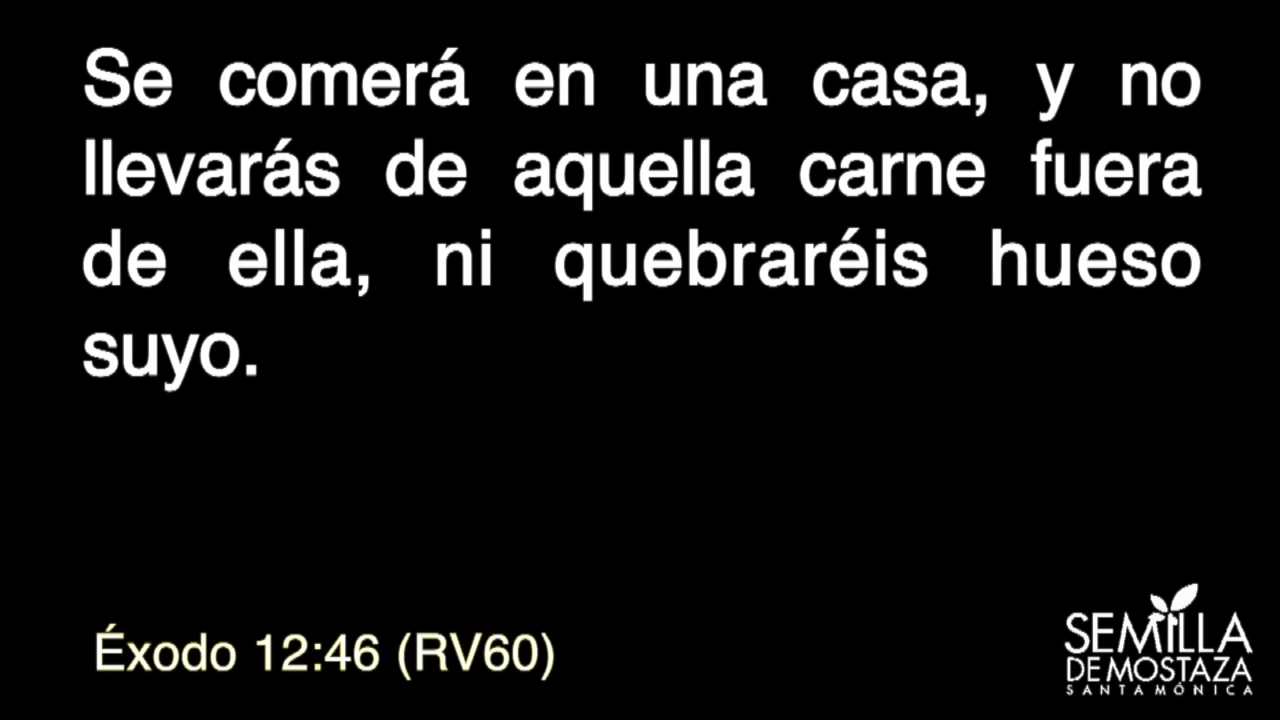 Se comerá en una casa, y no
llevarás de aquella carne fuera
de ella, ni quebraréis hueso
suyo.
Éxodo 12:46 (RV60)
SEMILLA
DE MOSTAZA
SANTA MÓNICA